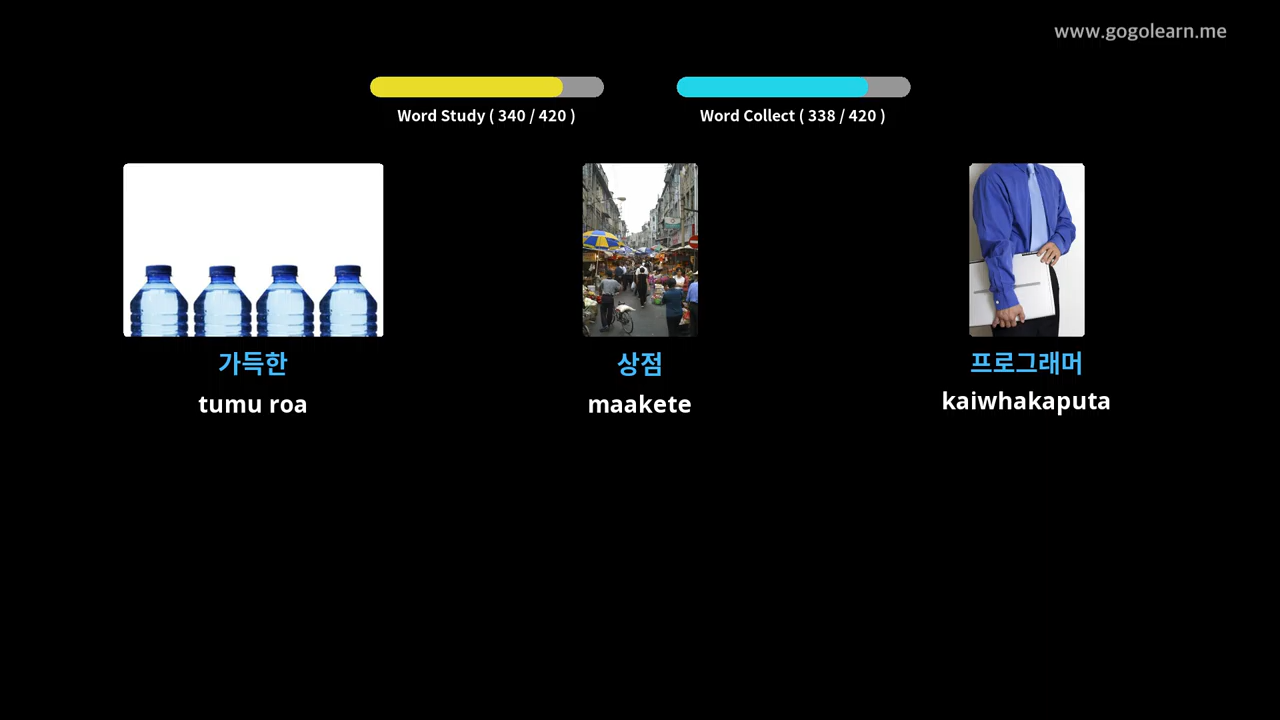 www.gogolearn.me
Word Study ( 340 / 420 )
Word Collect ( 338 / 420 )
가득한
상점
프로그래머
tumu roa
maakete
kaiwhakaputa